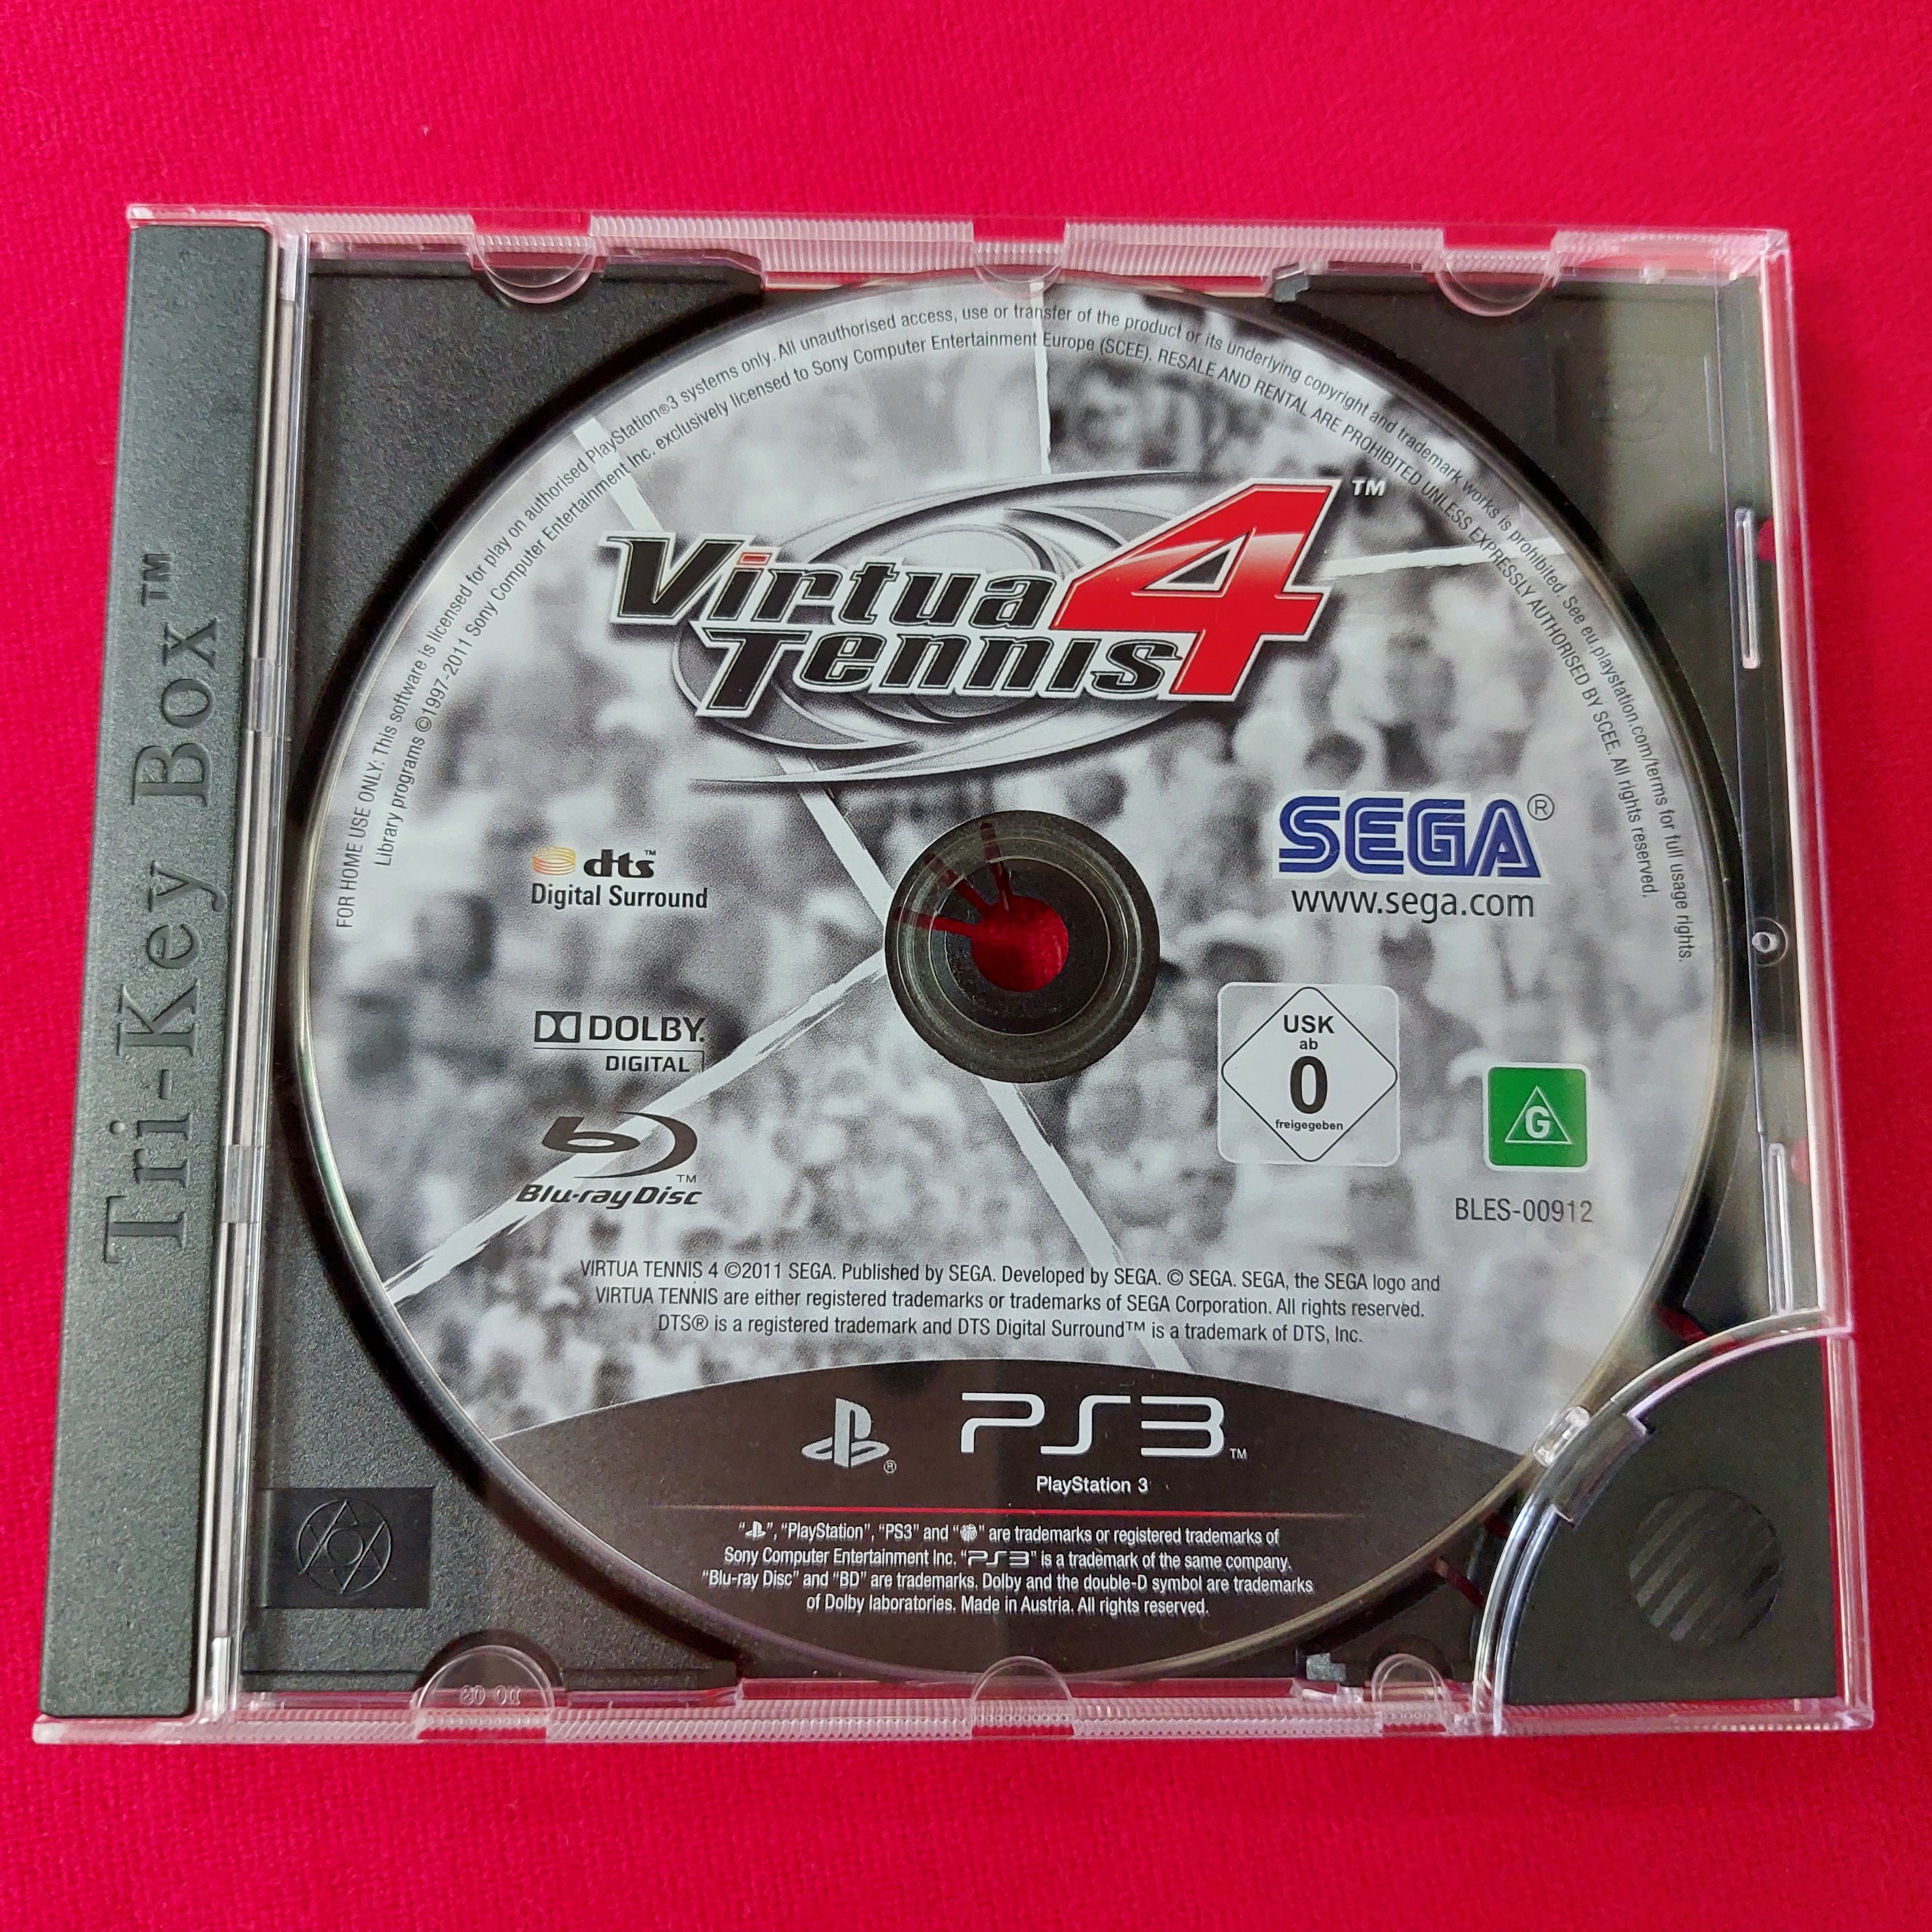 Tri-Key Box™
FOR HOME USE ONLY: This software is licensed for play on authorised PlayStation®3 systems only. All unauthorised access, use or transfer of the product or its underlying copyright and trademark works is prohibited. See eu.playstation.com/terms for full usage rights.
Library programs ©1997-2011 Sony Computer Entertainment Inc. exclusively licensed to Sony Computer Entertainment Europe (SCEE). RESALE AND RENTAL ARE PROHIBITED UNLESS EXPRESSLY AUTHORISED BY SCEE. All rights reserved.
Virtua
Tennis 4™
dts™
Digital Surround
SEGA®
www.sega.com
DOLBY
DIGITAL
USK
ab
0
freigegeben
G
Blu-ray Disc™
BLES-00912
VIRTUA TENNIS 4 ©2011 SEGA. Published by SEGA. Developed by SEGA. © SEGA. SEGA, the SEGA logo and
VIRTUA TENNIS are either registered trademarks or trademarks of SEGA Corporation. All rights reserved.
DTS® is a registered trademark and DTS Digital Surround™ is a trademark of DTS, Inc.
PS3™
PlayStation 3
“”, “PlayStation”, “PS3” and “” are trademarks or registered trademarks of
Sony Computer Entertainment Inc. “PS3” is a trademark of the same company.
“Blu-ray Disc” and “BD” are trademarks. Dolby and the double-D symbol are trademarks
of Dolby laboratories. Made in Austria. All rights reserved.